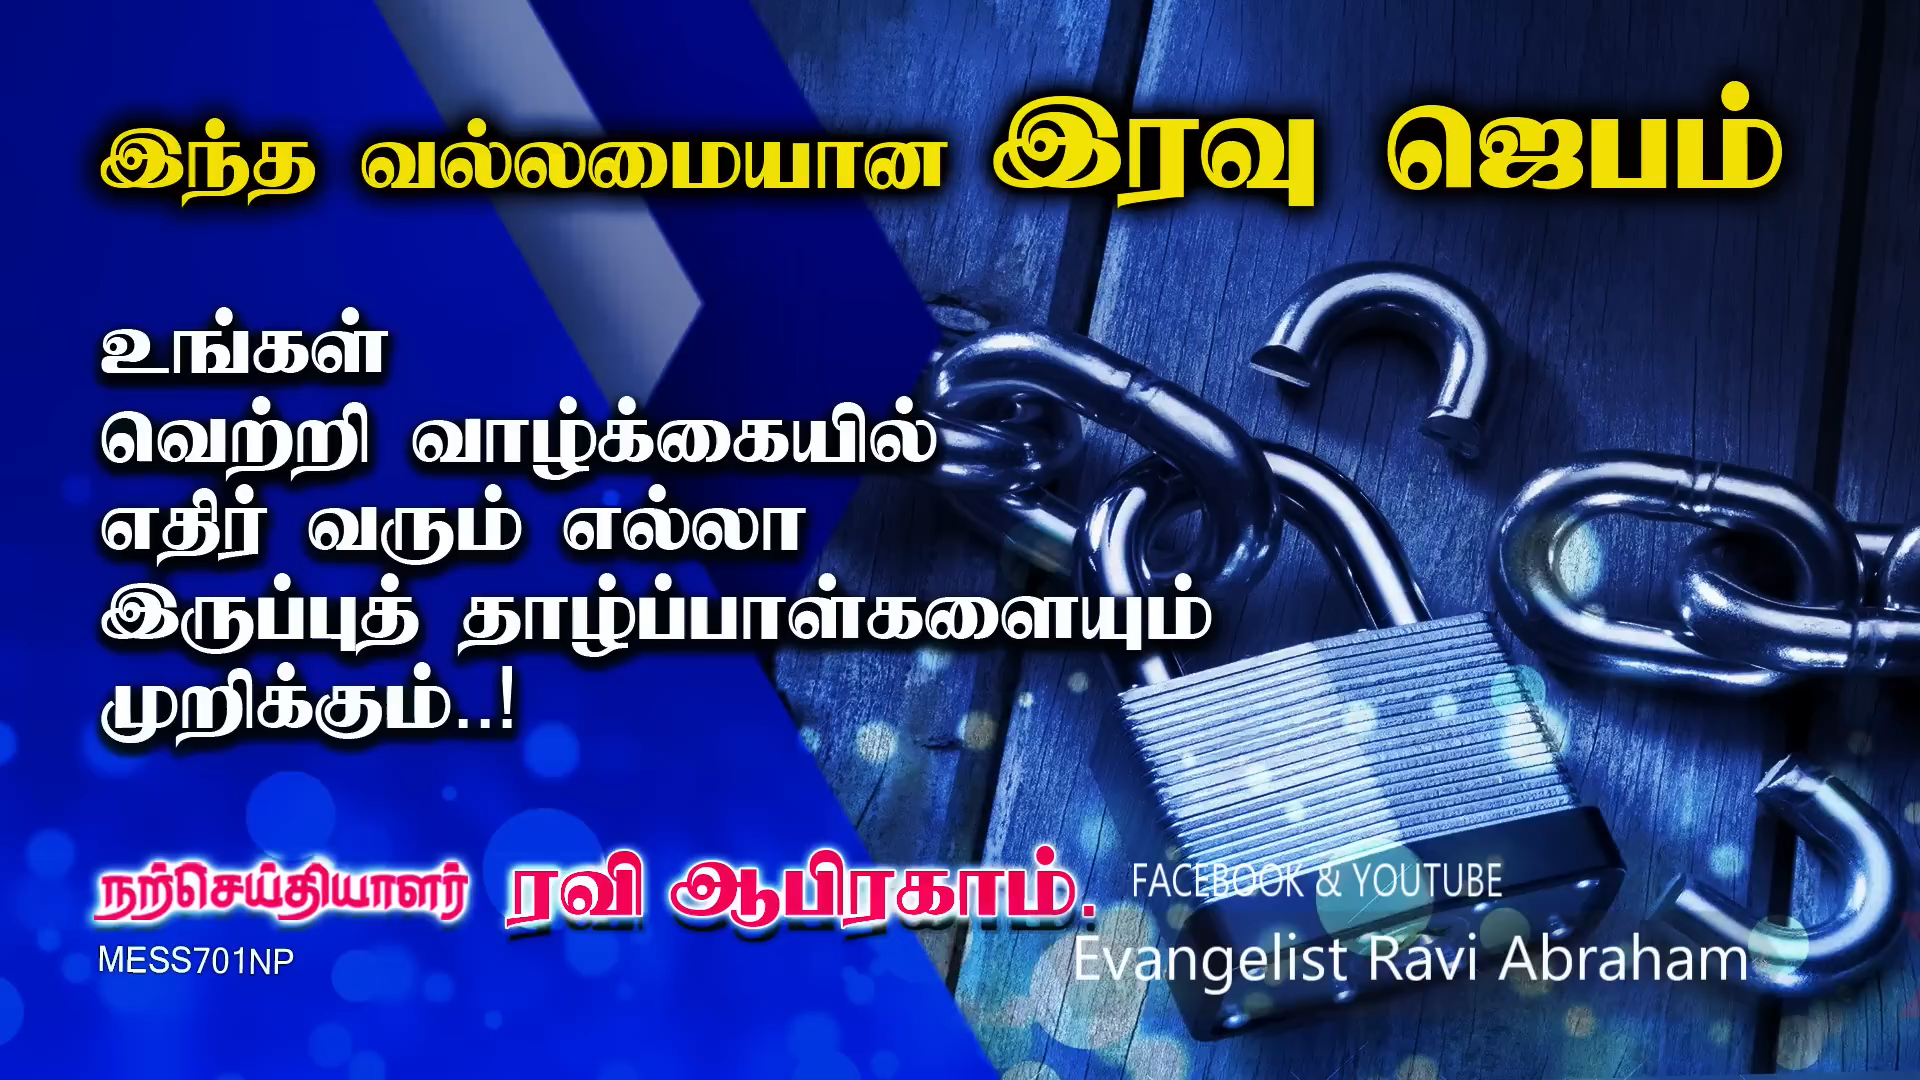 இந்த வல்லமையான இரவு ஜெபம்
உங்கள்
வெற்றி வாழ்க்கையில்
எதிர் வரும் எல்லா
இருப்புத் தாழ்ப்பாள்களையும்
முறிக்கும்..!
நற்செய்தியாளர் ரவி ஆபிரகாம்.
MESS701NP
FACEBOOK & YOUTUBE
Evangelist Ravi Abraham